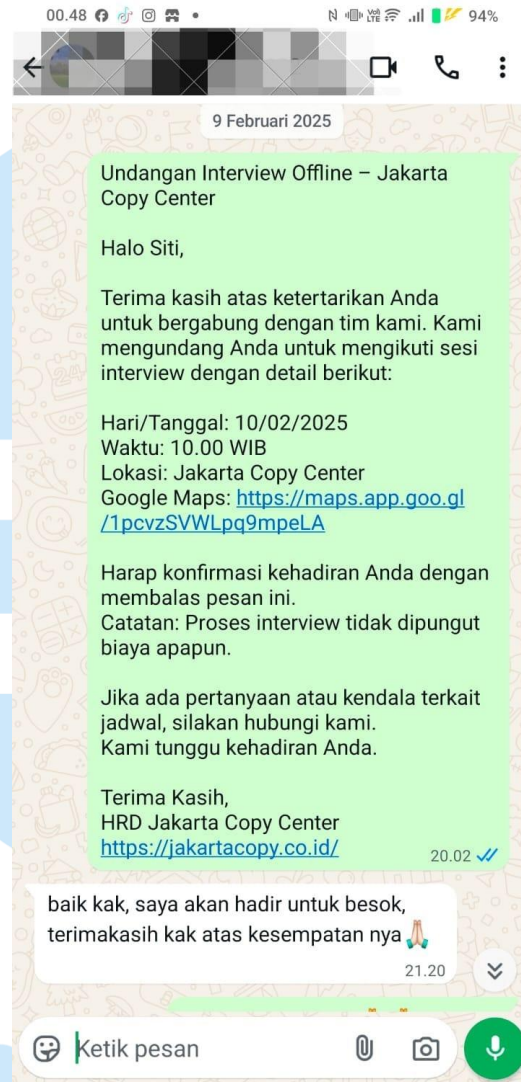 00.48
94%
9 Februari 2025
Undangan Interview Offline – Jakarta
Copy Center
Halo Siti,
Terima kasih atas ketertarikan Anda
untuk bergabung dengan tim kami. Kami
mengundang Anda untuk mengikuti sesi
interview dengan detail berikut:
Hari/Tanggal: 10/02/2025
Waktu: 10.00 WIB
Lokasi: Jakarta Copy Center
Google Maps: https://maps.app.goo.gl
/1pcvzSVWLpq9mpeLA
Harap konfirmasi kehadiran Anda dengan
membalas pesan ini.
Catatan: Proses interview tidak dipungut
biaya apapun.
Jika ada pertanyaan atau kendala terkait
jadwal, silakan hubungi kami.
Kami tunggu kehadiran Anda.
Terima Kasih,
HRD Jakarta Copy Center
https://jakartacopy.co.id/
20.02
baik kak, saya akan hadir untuk besok,
terimakasih kak atas kesempatan nya 🙏🏻
21.20
Ketik pesan